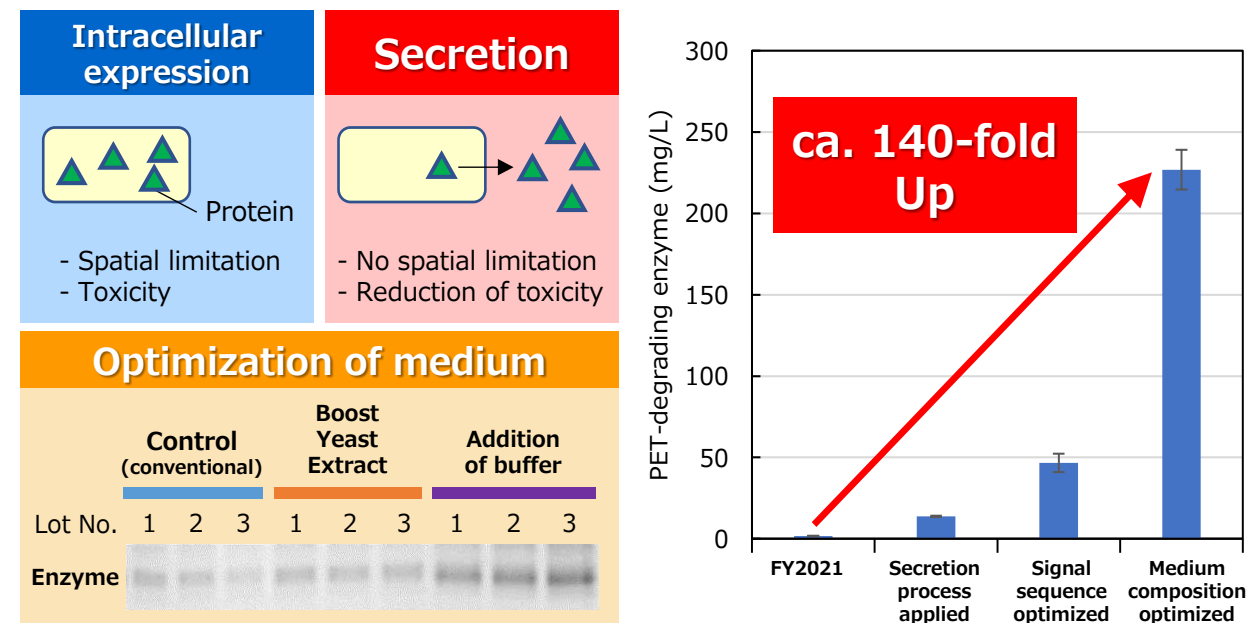 Intracellular
expression
Secretion
Protein
- Spatial limitation
- Toxicity
- No spatial limitation
- Reduction of toxicity
Optimization of medium
Control
(conventional)
Boost
Yeast
Extract
Addition
of buffer
Lot No. 1 2 3 1 2 3 1 2 3
Enzyme
PET-degrading enzyme (mg/L)
300
250
200
150
100
50
0
ca. 140-fold
Up
FY2021
Secretion
process
applied
Signal
sequence
optimized
Medium
composition
optimized